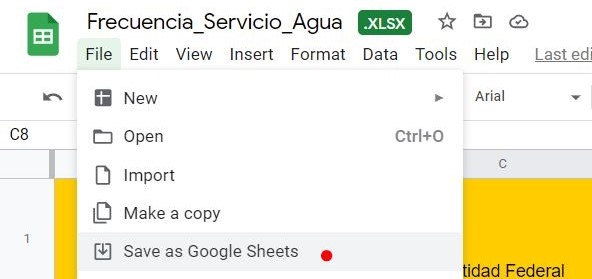 Frecuencia_Servicio_Agua .XLSX
File Edit View Insert Format Data Tools Help Last edi
Arial
New
Open Ctrl+O
C8
Import
C
Make a copy
1
Save as Google Sheets
tidad Federal